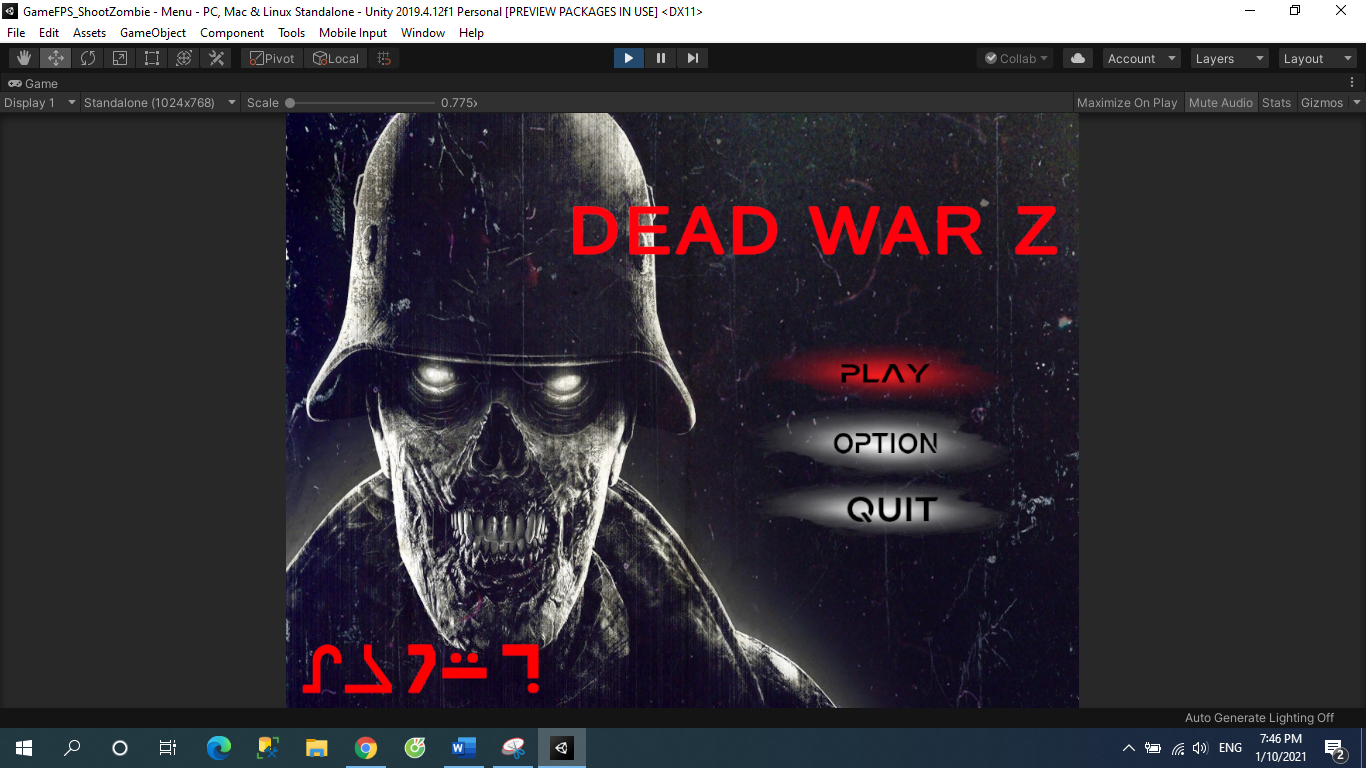 GameFPS_ShootZombie - Menu - PC, Mac & Linux Standalone - Unity 2019.4.12f1 Personal [PREVIEW PACKAGES IN USE] <DX11>
File Edit Assets GameObject Component Tools Mobile Input Window Help
Pivot Local Collab Account Layers Layout
Game
Display 1 Standalone (1024x768) Scale 0.775x Maximize On Play Mute Audio Stats Gizmos
DEAD WAR Z
PLAY
OPTION
QUIT
Auto Generate Lighting Off
ENG 7:46 PM
1/10/2021 2